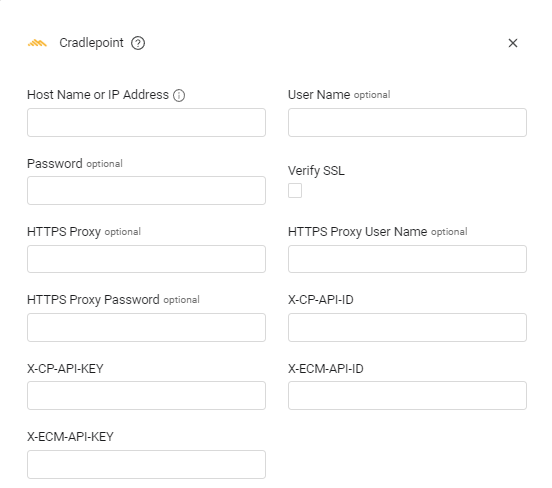 Cradlepoint
Host Name or IP Address
User Name optional
Password optional
Verify SSL
HTTPS Proxy optional
HTTPS Proxy User Name optional
HTTPS Proxy Password optional
X-CP-API-ID
X-CP-API-KEY
X-ECM-API-ID
X-ECM-API-KEY